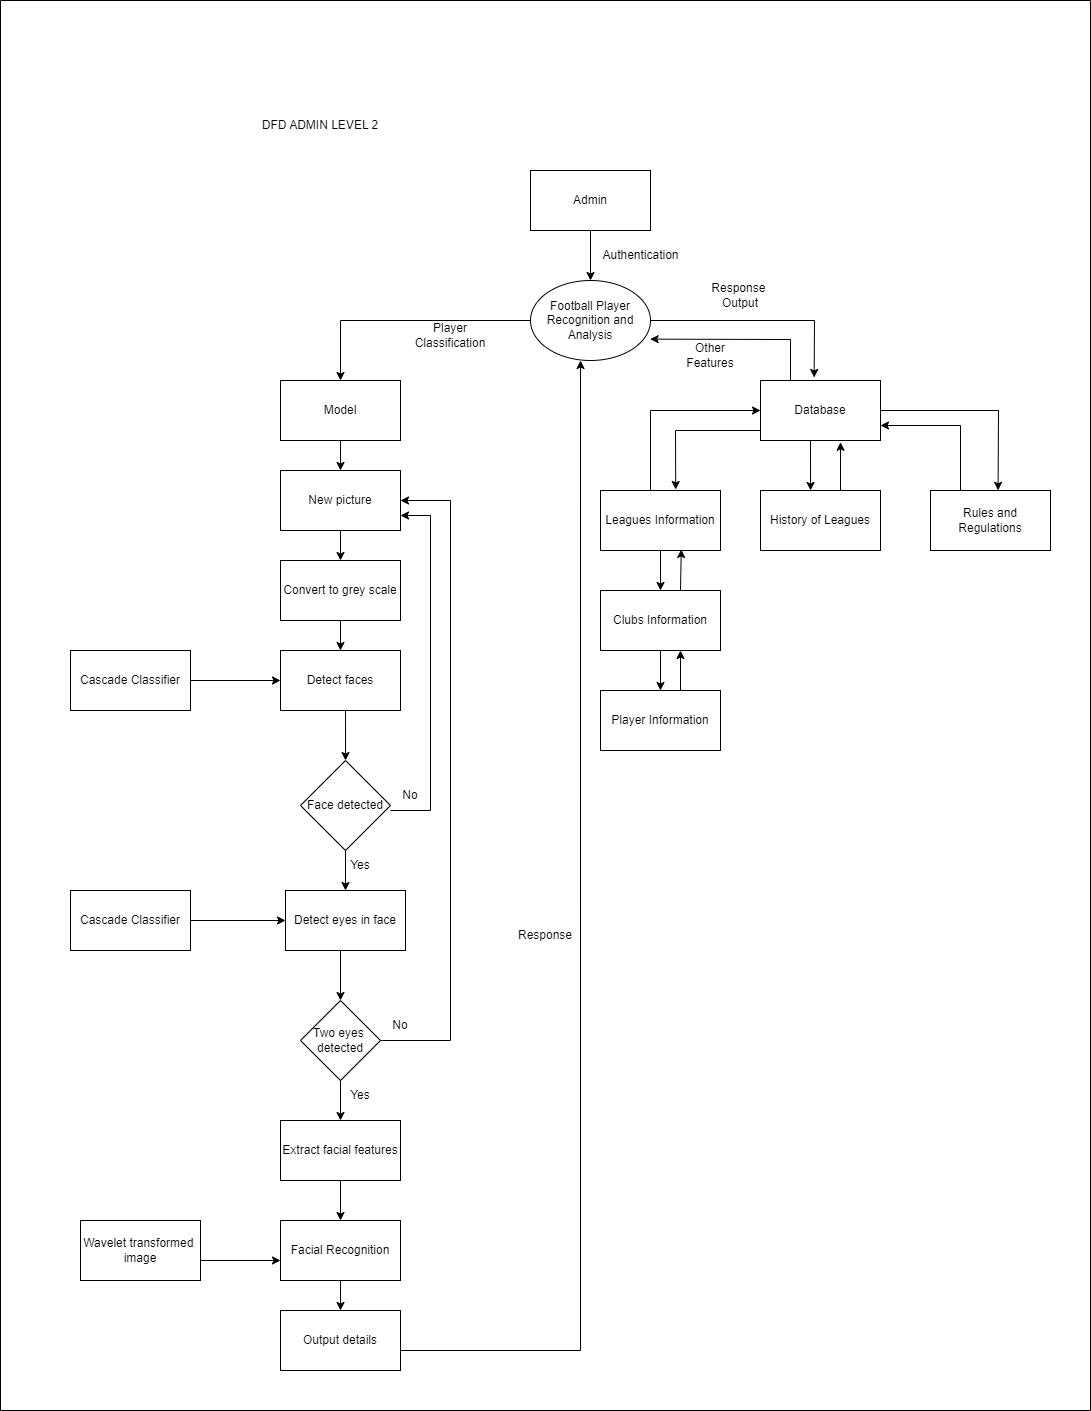 DFD ADMIN LEVEL 2
Admin
Authentication
Football Player
Recognition and
Analysis
Response
Output
Player
Classification
Other
Features
Model
Database
New picture
Leagues Information
History of Leagues
Rules and
Regulations
Convert to grey scale
Clubs Information
Cascade Classifier
Detect faces
Player Information
Face detected
No
Yes
Cascade Classifier
Detect eyes in face
Response
Two eyes
detected
No
Yes
Extract facial features
Wavelet transformed
image
Facial Recognition
Output details